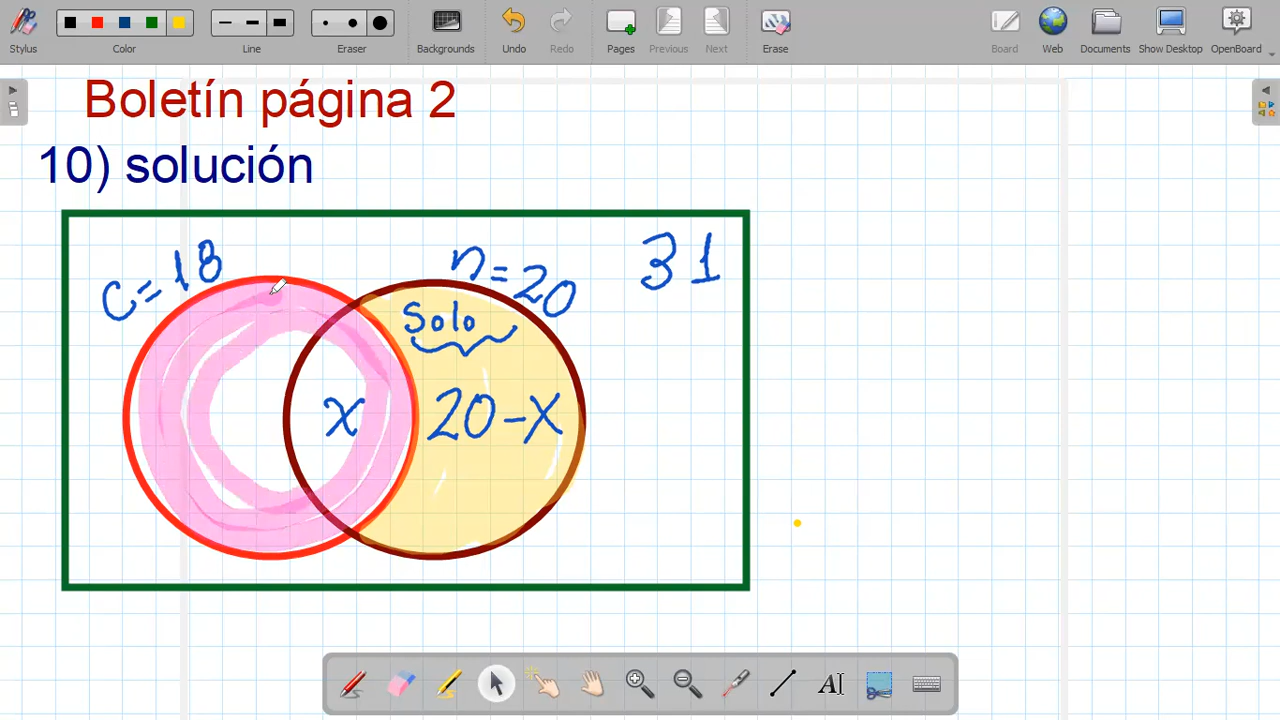 Stylus Color Line Eraser Backgrounds Undo Redo Pages Previous Next Erase Board Web Documents Show Desktop OpenBoard
Boletín página 2
10) solución
C=18
n=20
31
Solo
x
20-x
AI